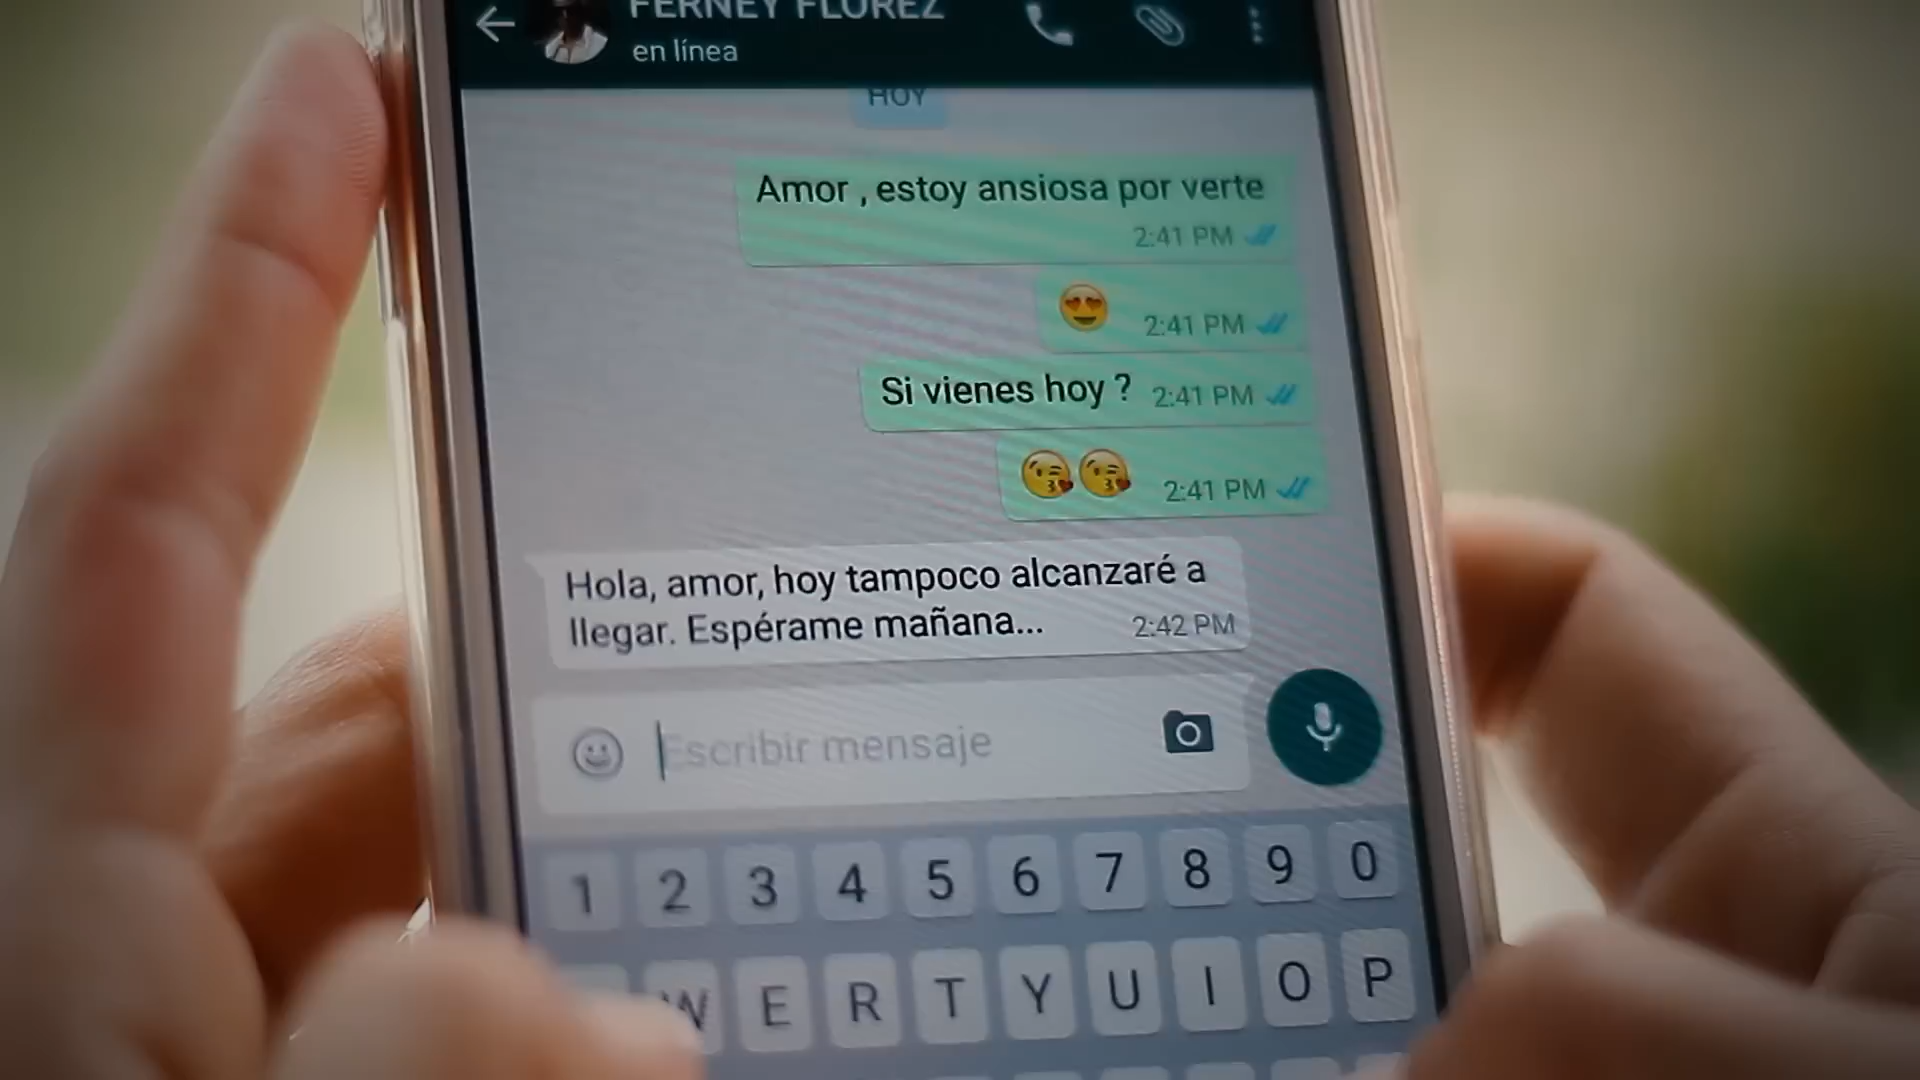 FERNEY FLOREZ
en línea
HOY
Amor , estoy ansiosa por verte
2:41 PM
2:41 PM
Si vienes hoy ? 2:41 PM
2:41 PM
Hola, amor, hoy tampoco alcanzaré a
llegar. Espérame mañana... 2:42 PM
Escribir mensaje
1 2 3 4 5 6 7 8 9 0
W E R T Y U I O P